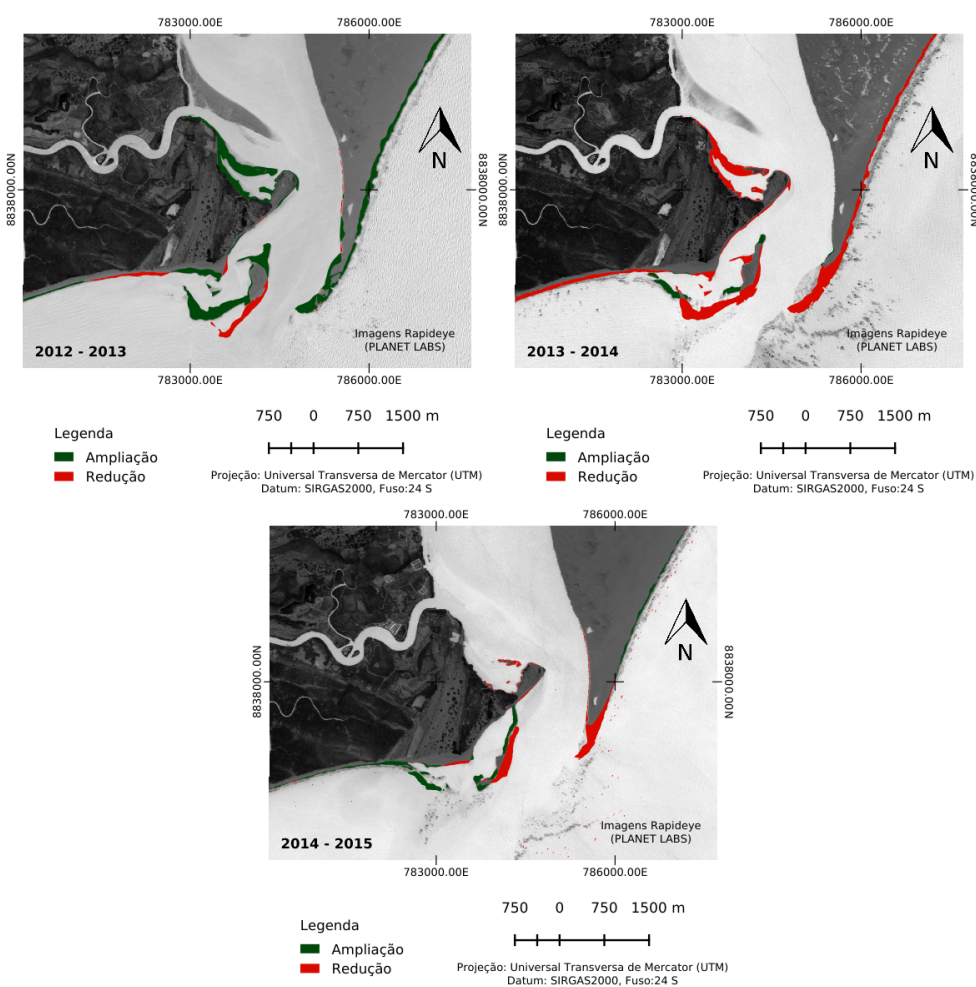 783000.00E 786000.00E
8838000.00N
8838000.00N
N
Imagens Rapideye
(PLANET LABS)
2012 - 2013
783000.00E 786000.00E
750 0 750 1500 m
Legenda
Ampliação
Redução
Projeção: Universal Transversa de Mercator (UTM)
Datum: SIRGAS2000, Fuso:24 S
783000.00E 786000.00E
8838000.00N
8838000.00N
N
Imagens Rapideye
(PLANET LABS)
2013 - 2014
783000.00E 786000.00E
750 0 750 1500 m
Legenda
Ampliação
Redução
Projeção: Universal Transversa de Mercator (UTM)
Datum: SIRGAS2000, Fuso:24 S
783000.00E 786000.00E
8838000.00N
8838000.00N
N
Imagens Rapideye
(PLANET LABS)
2014 - 2015
783000.00E 786000.00E
750 0 750 1500 m
Legenda
Ampliação
Redução
Projeção: Universal Transversa de Mercator (UTM)
Datum: SIRGAS2000, Fuso:24 S